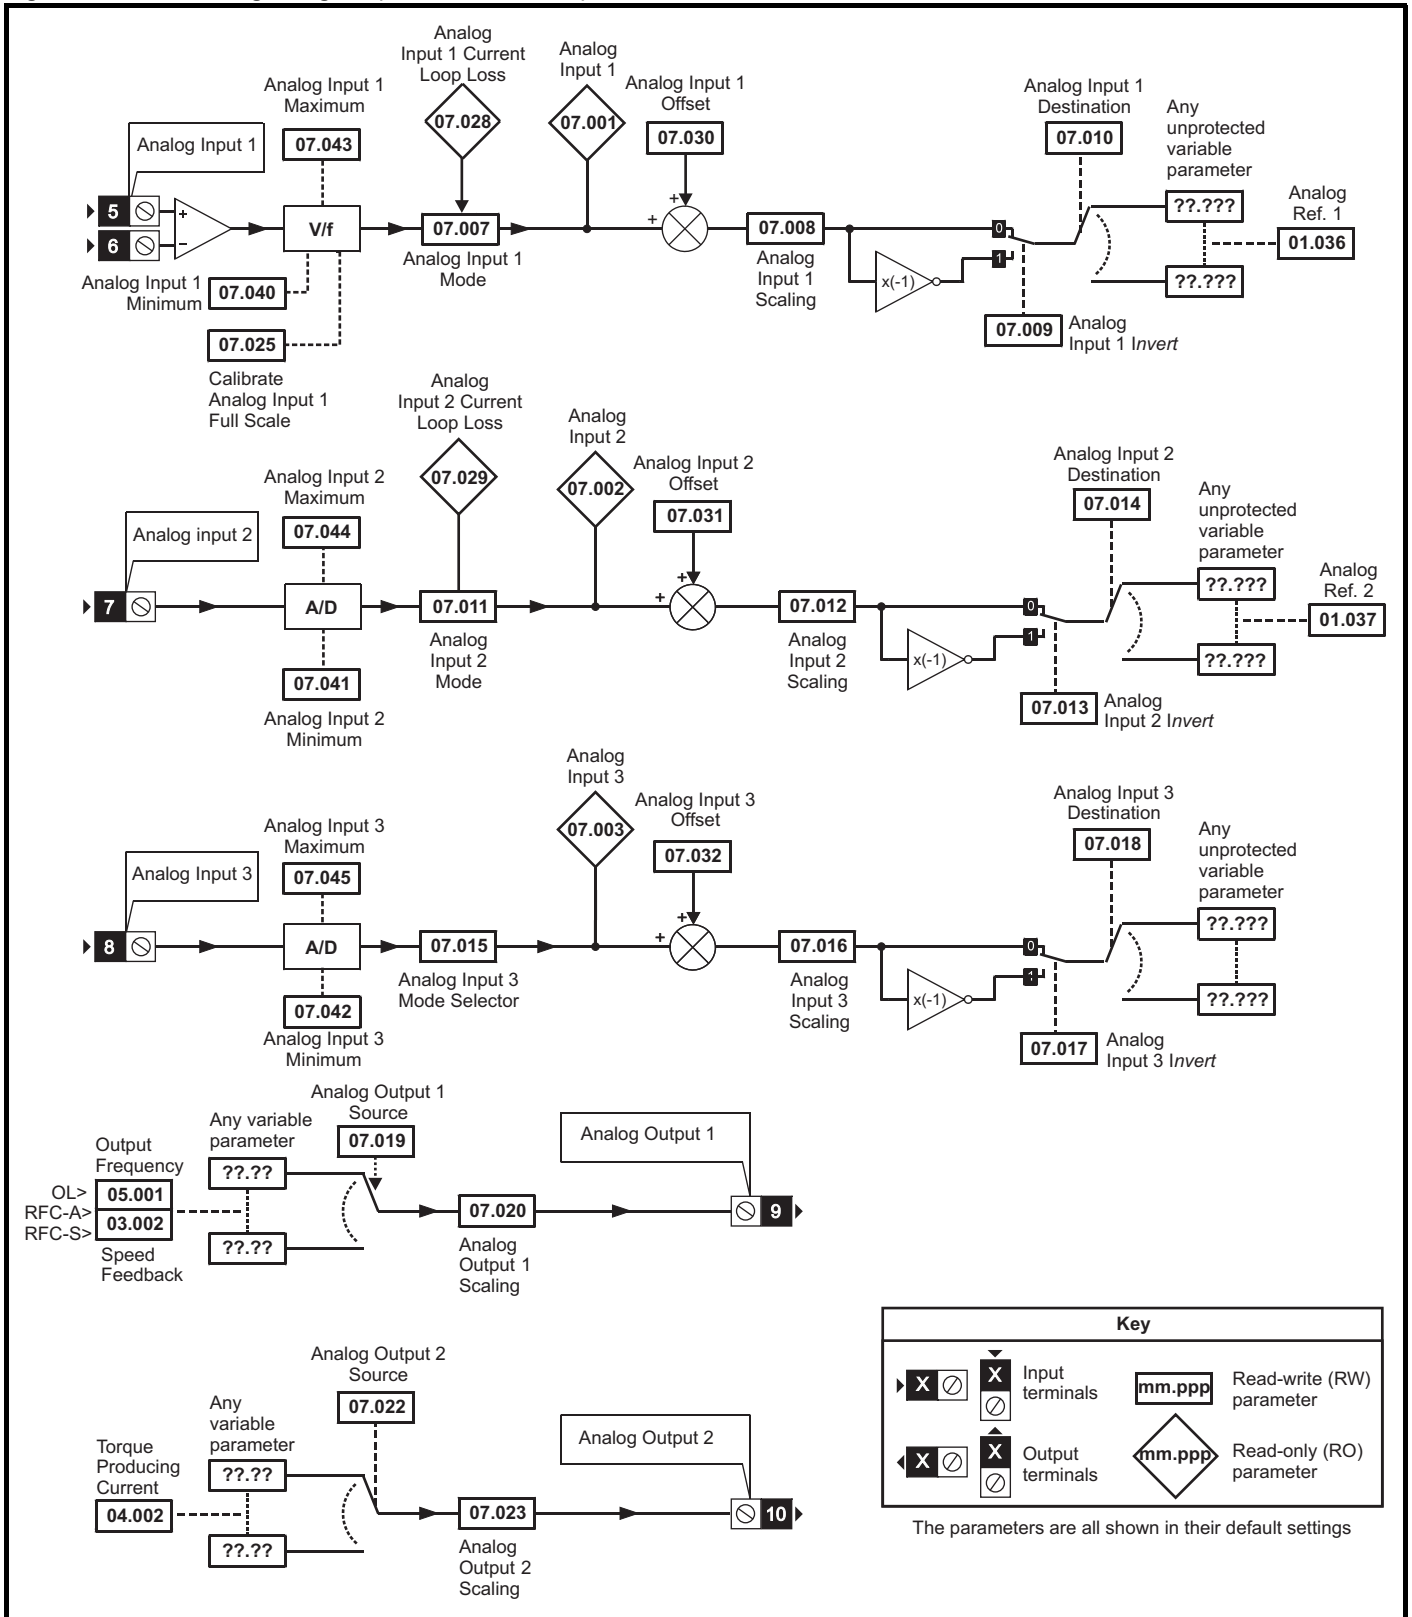 Analog
Input 1 Current
Loop Loss
Analog
Input 1
Analog Input 1
Maximum
Analog Input 1
Offset
Analog Input 1
Destination
Any
unprotected
variable
parameter
Analog Input 1
07.043
07.028
07.001
07.030
07.010
??.???
Analog
Ref. 1
5
+
6
–
V/f
07.007
+
+
07.008
0
1
01.036
Analog Input 1
Mode
Analog
Input 1
Scaling
x(-1)
??.???
Analog Input 1
Minimum
07.040
07.009
Analog
Input 1 Invert
07.025
Calibrate
Analog Input 1
Full Scale
Analog
Input 2 Current
Loop Loss
Analog
Input 2
Analog Input 2
Maximum
Analog Input 2
Offset
Analog Input 2
Destination
Any
unprotected
variable
parameter
07.029
07.002
07.031
07.014
Analog input 2
07.044
??.???
Analog
Ref. 2
7
A/D
07.011
+
+
07.012
0
1
01.037
Analog
Input 2
Mode
Analog
Input 2
Scaling
x(-1)
??.???
07.041
Analog Input 2
Minimum
07.013
Analog
Input 2 Invert
Analog
Input 3
Analog Input 3
Maximum
Analog Input 3
Offset
Analog Input 3
Destination
Any
unprotected
variable
parameter
07.003
07.032
07.018
Analog Input 3
07.045
??.???
8
A/D
07.015
+
+
07.016
0
1
Analog Input 3
Mode Selector
Analog
Input 3
Scaling
x(-1)
??.???
07.042
Analog Input 3
Minimum
07.017
Analog
Input 3 Invert
Analog Output 1
Source
Any variable
parameter
07.019
Analog Output 1
Output
Frequency
??.??
OL>
05.001
RFC-A>
03.002
RFC-S>
07.020
9
??.??
Speed
Feedback
Analog
Output 1
Scaling
Analog Output 2
Source
Any
variable
parameter
07.022
Analog Output 2
Torque
Producing
Current
??.??
04.002
07.023
10
??.??
Analog
Output 2
Scaling
Key
X
X
Input
terminals
mm.ppp
Read-write (RW)
parameter
X
X
Output
terminals
mm.ppp
Read-only (RO)
parameter
The parameters are all shown in their default settings